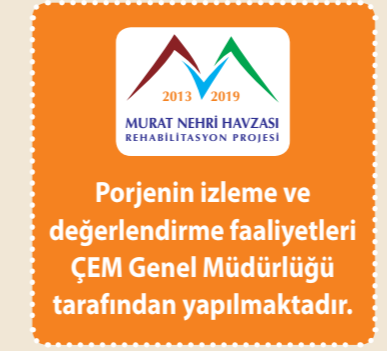 2013 2019
MURAT NEHRİ HAVZASI
REHABİLİTASYON PROJESİ
Porjenin izleme ve
değerlendirme faaliyetleri
ÇEM Genel Müdürlüğü
tarafından yapılmaktadır.